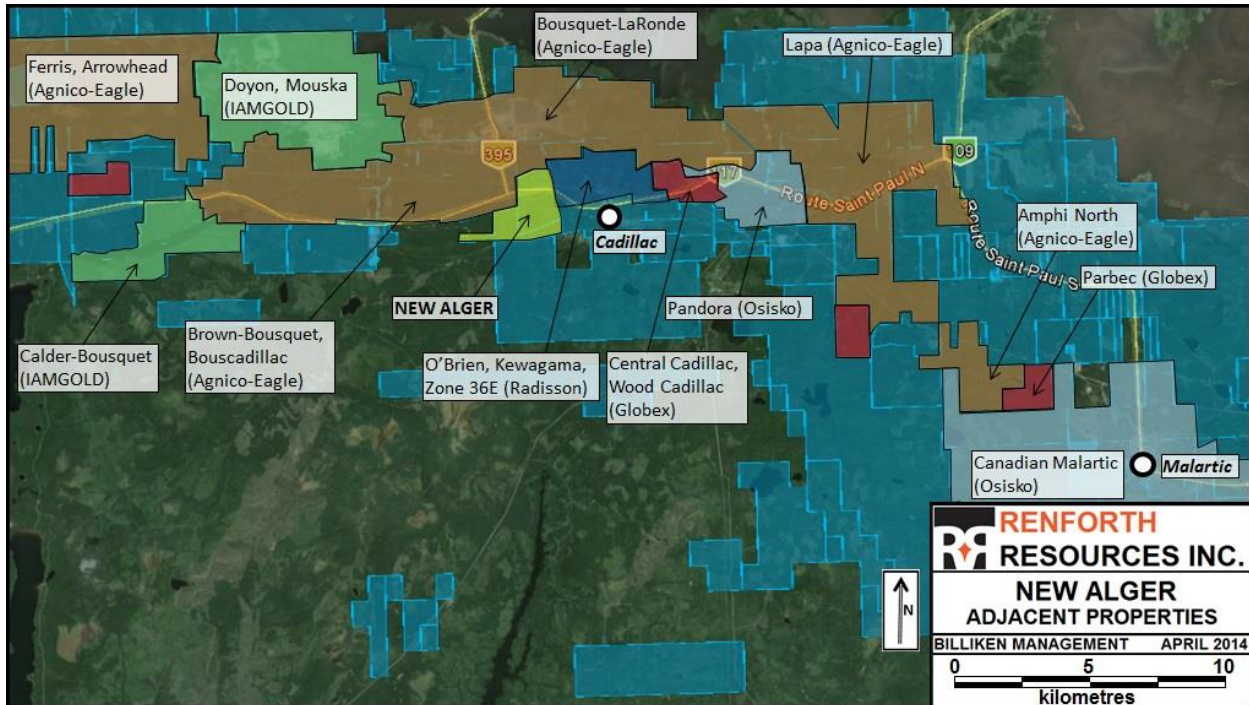 Bousquet-LaRonde
(Agnico-Eagle)
Lapa (Agnico-Eagle)
Ferris, Arrowhead
(Agnico-Eagle)
Doyon, Mouska
(IAMGOLD)
395
17
09
Route Saint Paul N
Route Saint Paul S
Amphi North
(Agnico-Eagle)
Parbec (Globex)
Cadillac
NEW ALGER
Pandora (Osisko)
Calder-Bousquet
(IAMGOLD)
Brown-Bousquet,
Bouscadillac
(Agnico-Eagle)
O'Brien, Kewagama,
Zone 36E (Radisson)
Central Cadillac,
Wood Cadillac
(Globex)
Canadian Malartic
(Osisko)
Malartic
RENFORTH
RESOURCES INC.
NEW ALGER
ADJACENT PROPERTIES
BILLIKEN MANAGEMENT APRIL 2014
0 5 10
kilometres
N